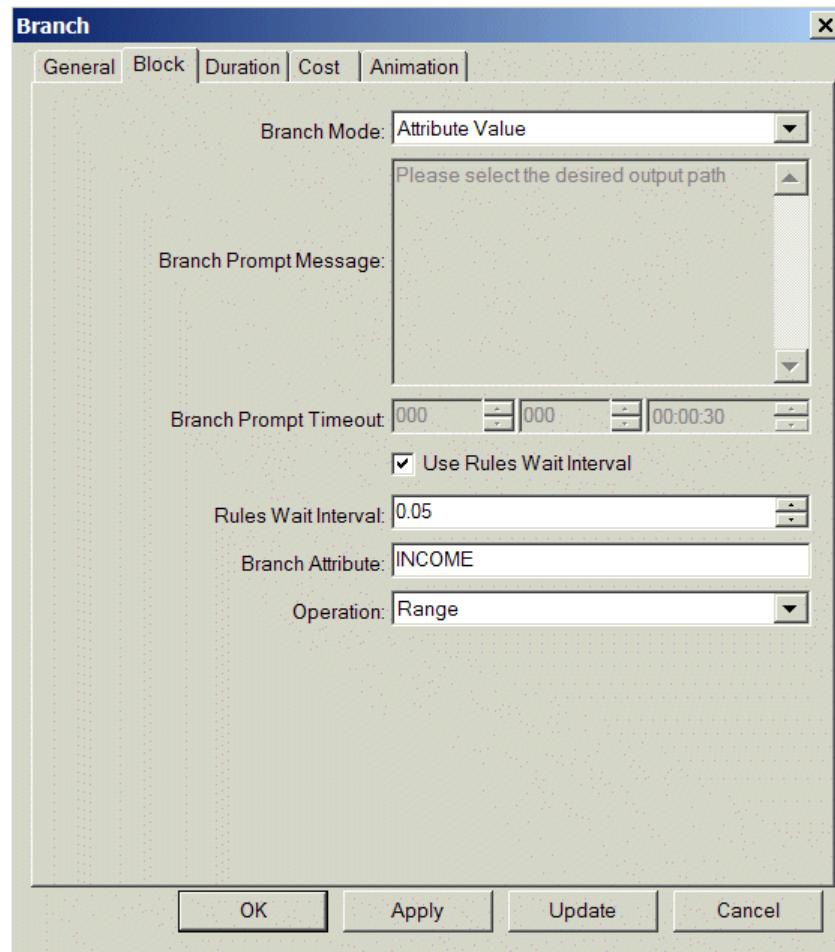 Branch
General Block Duration Cost Animation
Branch Mode: Attribute Value
Please select the desired output path
Branch Prompt Message:
Branch Prompt Timeout: 000 000 00:00:30
Use Rules Wait Interval
Rules Wait Interval: 0.05
Branch Attribute: INCOME
Operation: Range
OK Apply Update Cancel